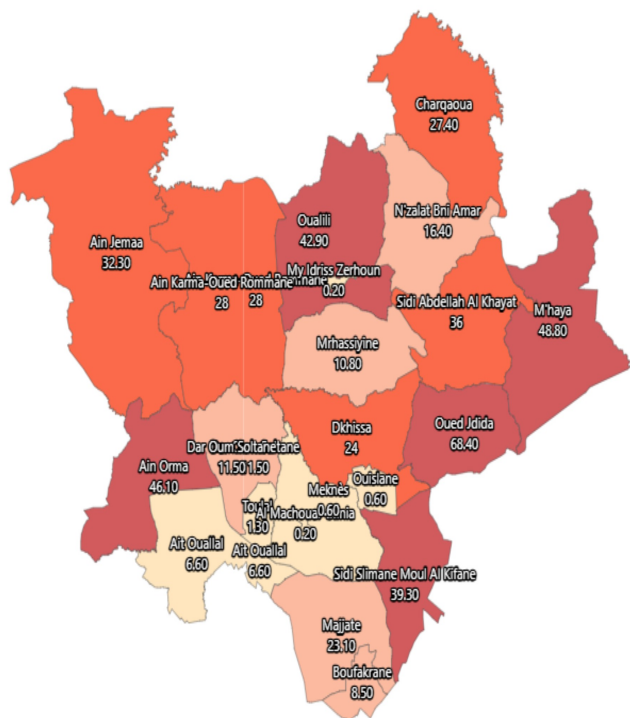 Charqaoua
27.40
N'zalat Bni Amar
16.40
Oualili
42.90
Ain Jemaa
32.30
My Idriss Zerhoun
0.20
Ain Karma-Oued Rommane
28
28
Sidi Abdellah Al Khayat
36
M'haya
48.80
Mrhassiyine
10.80
Dkhissa
24
Oued Jdida
68.40
Dar Oum Soltane
11.50
Ain Orma
46.10
Ouislane
0.60
Meknès
0.60
1.30
0.20
Ait Ouallal
6.60
Ait Ouallal
6.60
Sidi Slimane Moul Al Kifane
39.30
Majjate
23.10
Boufakrane
8.50